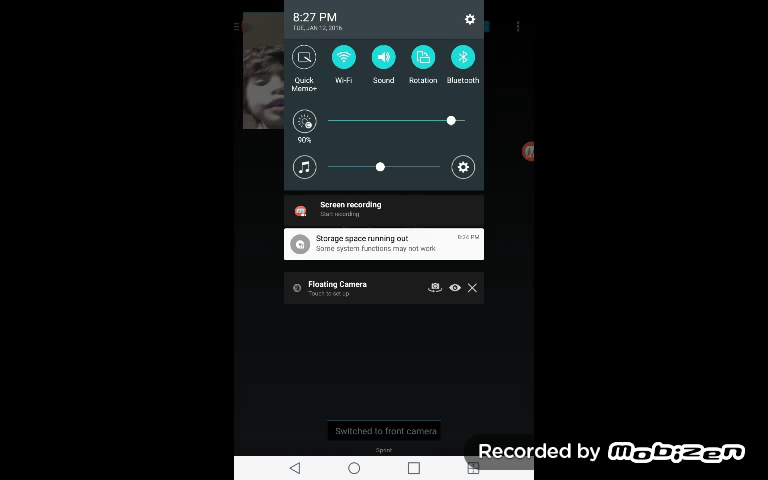 8:27 PM
TUE, JAN 12, 2016
Quick Memo+
Wi-Fi
Sound
Rotation
Bluetooth
90%
Screen recording
Start recording
Storage space running out
8:24 PM
Some system functions may not work
Floating Camera
Touch to set up
Switched to front camera
Sprint
Recorded by mobizen